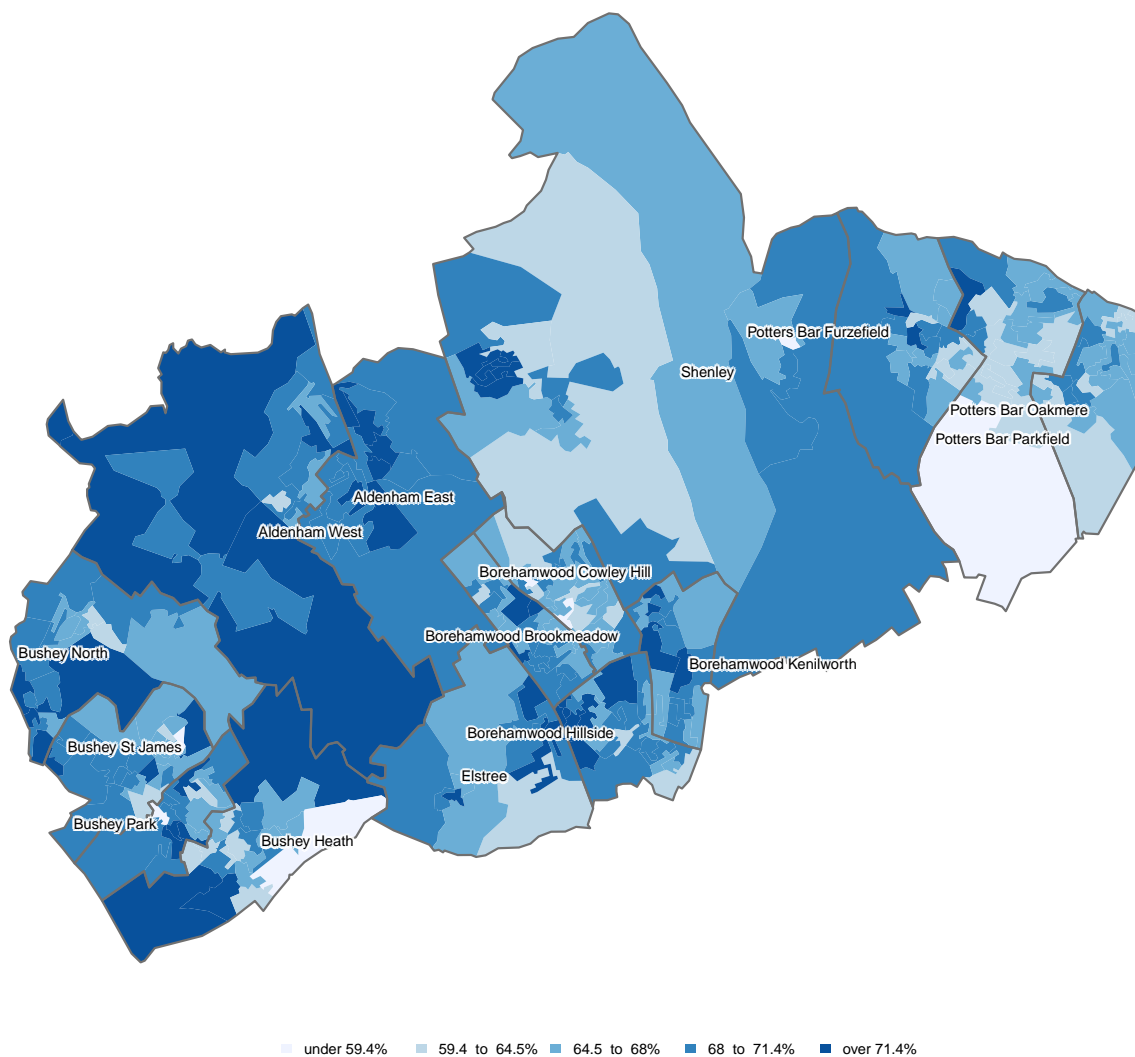 Potters Bar Furzefield
Shenley
Potters Bar Oakmere
Potters Bar Parkfield
Aldenham East
Aldenham West
Borehamwood Cowley Hill
Borehamwood Brookmeadow
Bushey North
Borehamwood Kenilworth
Borehamwood Hillside
Bushey St James
Elstree
Bushey Park
Bushey Heath
under 59.4% 59.4 to 64.5% 64.5 to 68% 68 to 71.4% over 71.4%